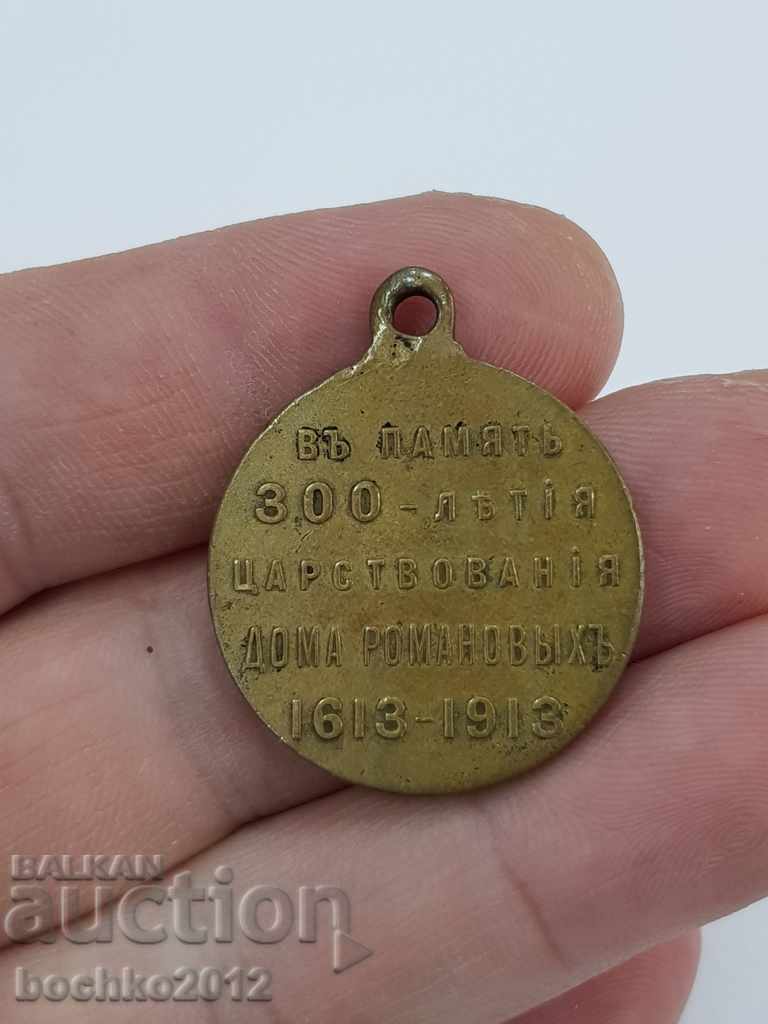 ВЪ ПАМЯТЬ
300-ЛѢТІЯ
ЦАРСТВОВАНІЯ
ДОМА РОМАНОВЫХЪ
1613-1913
BALKAN
auction
bochko2012